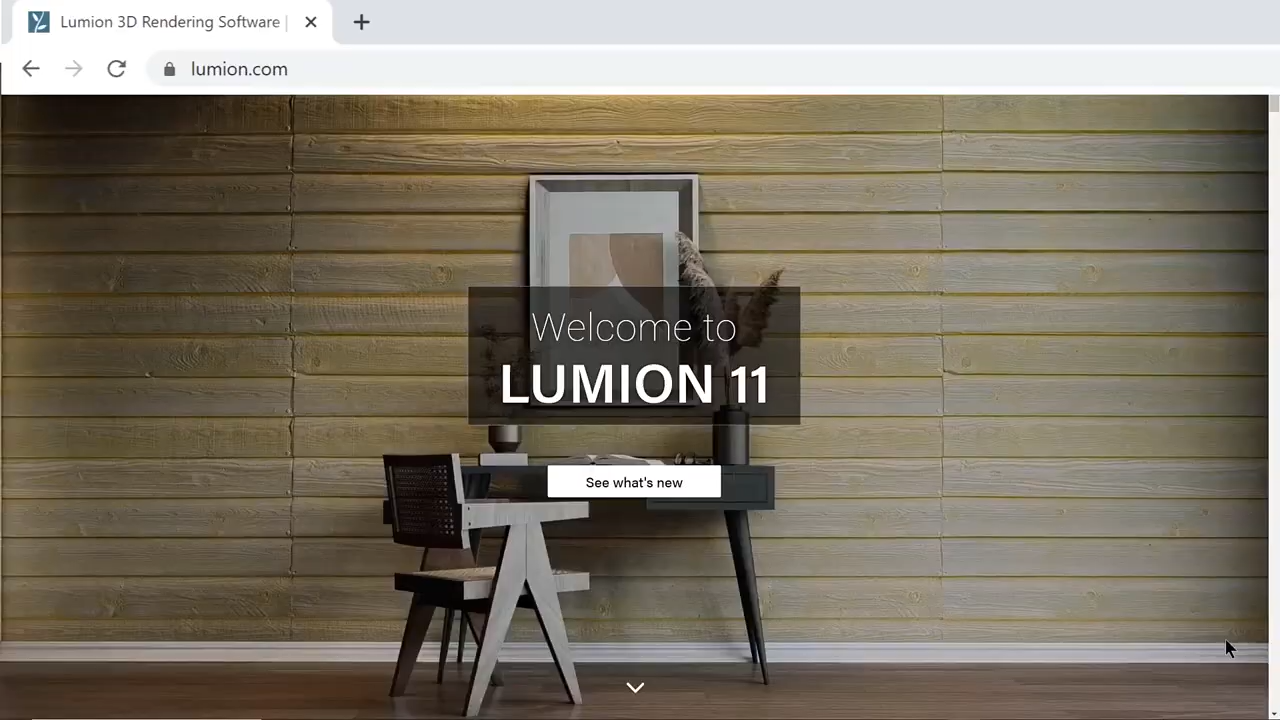 Lumion 3D Rendering Software |
lumion.com
Welcome to
LUMION 11
See what's new